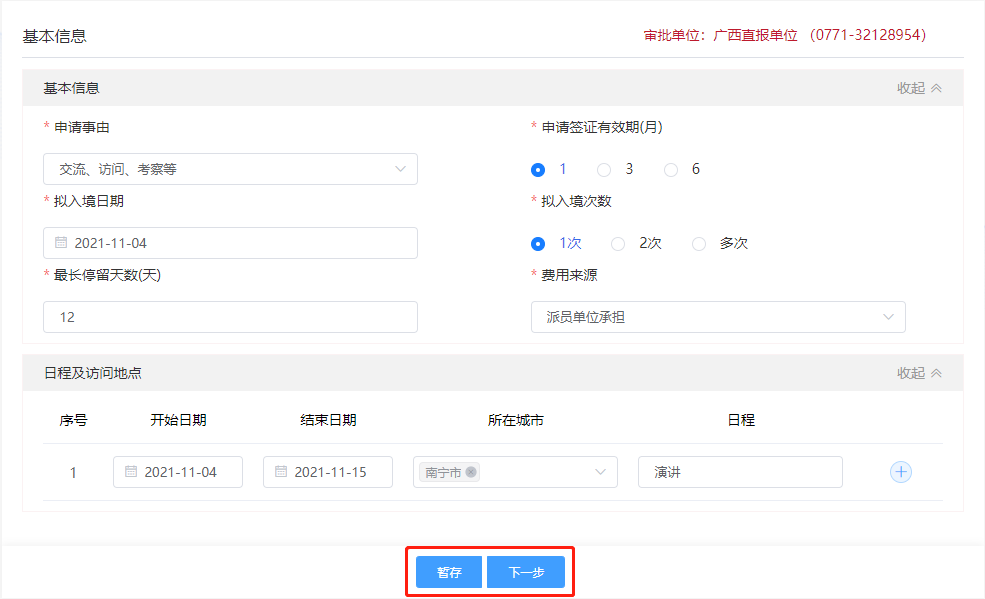 基本信息
审批单位：广西直报单位 （0771-32128954）
基本信息
收起
* 申请事由
* 申请签证有效期(月)
交流、访问、考察等
1 3 6
* 拟入境日期
* 拟入境次数
2021-11-04
1次 2次 多次
* 最长停留天数(天)
* 费用来源
12
派员单位承担
日程及访问地点
收起
序号 开始日期 结束日期 所在城市 日程
1 2021-11-04 2021-11-15 南宁市 演讲
暂存 下一步